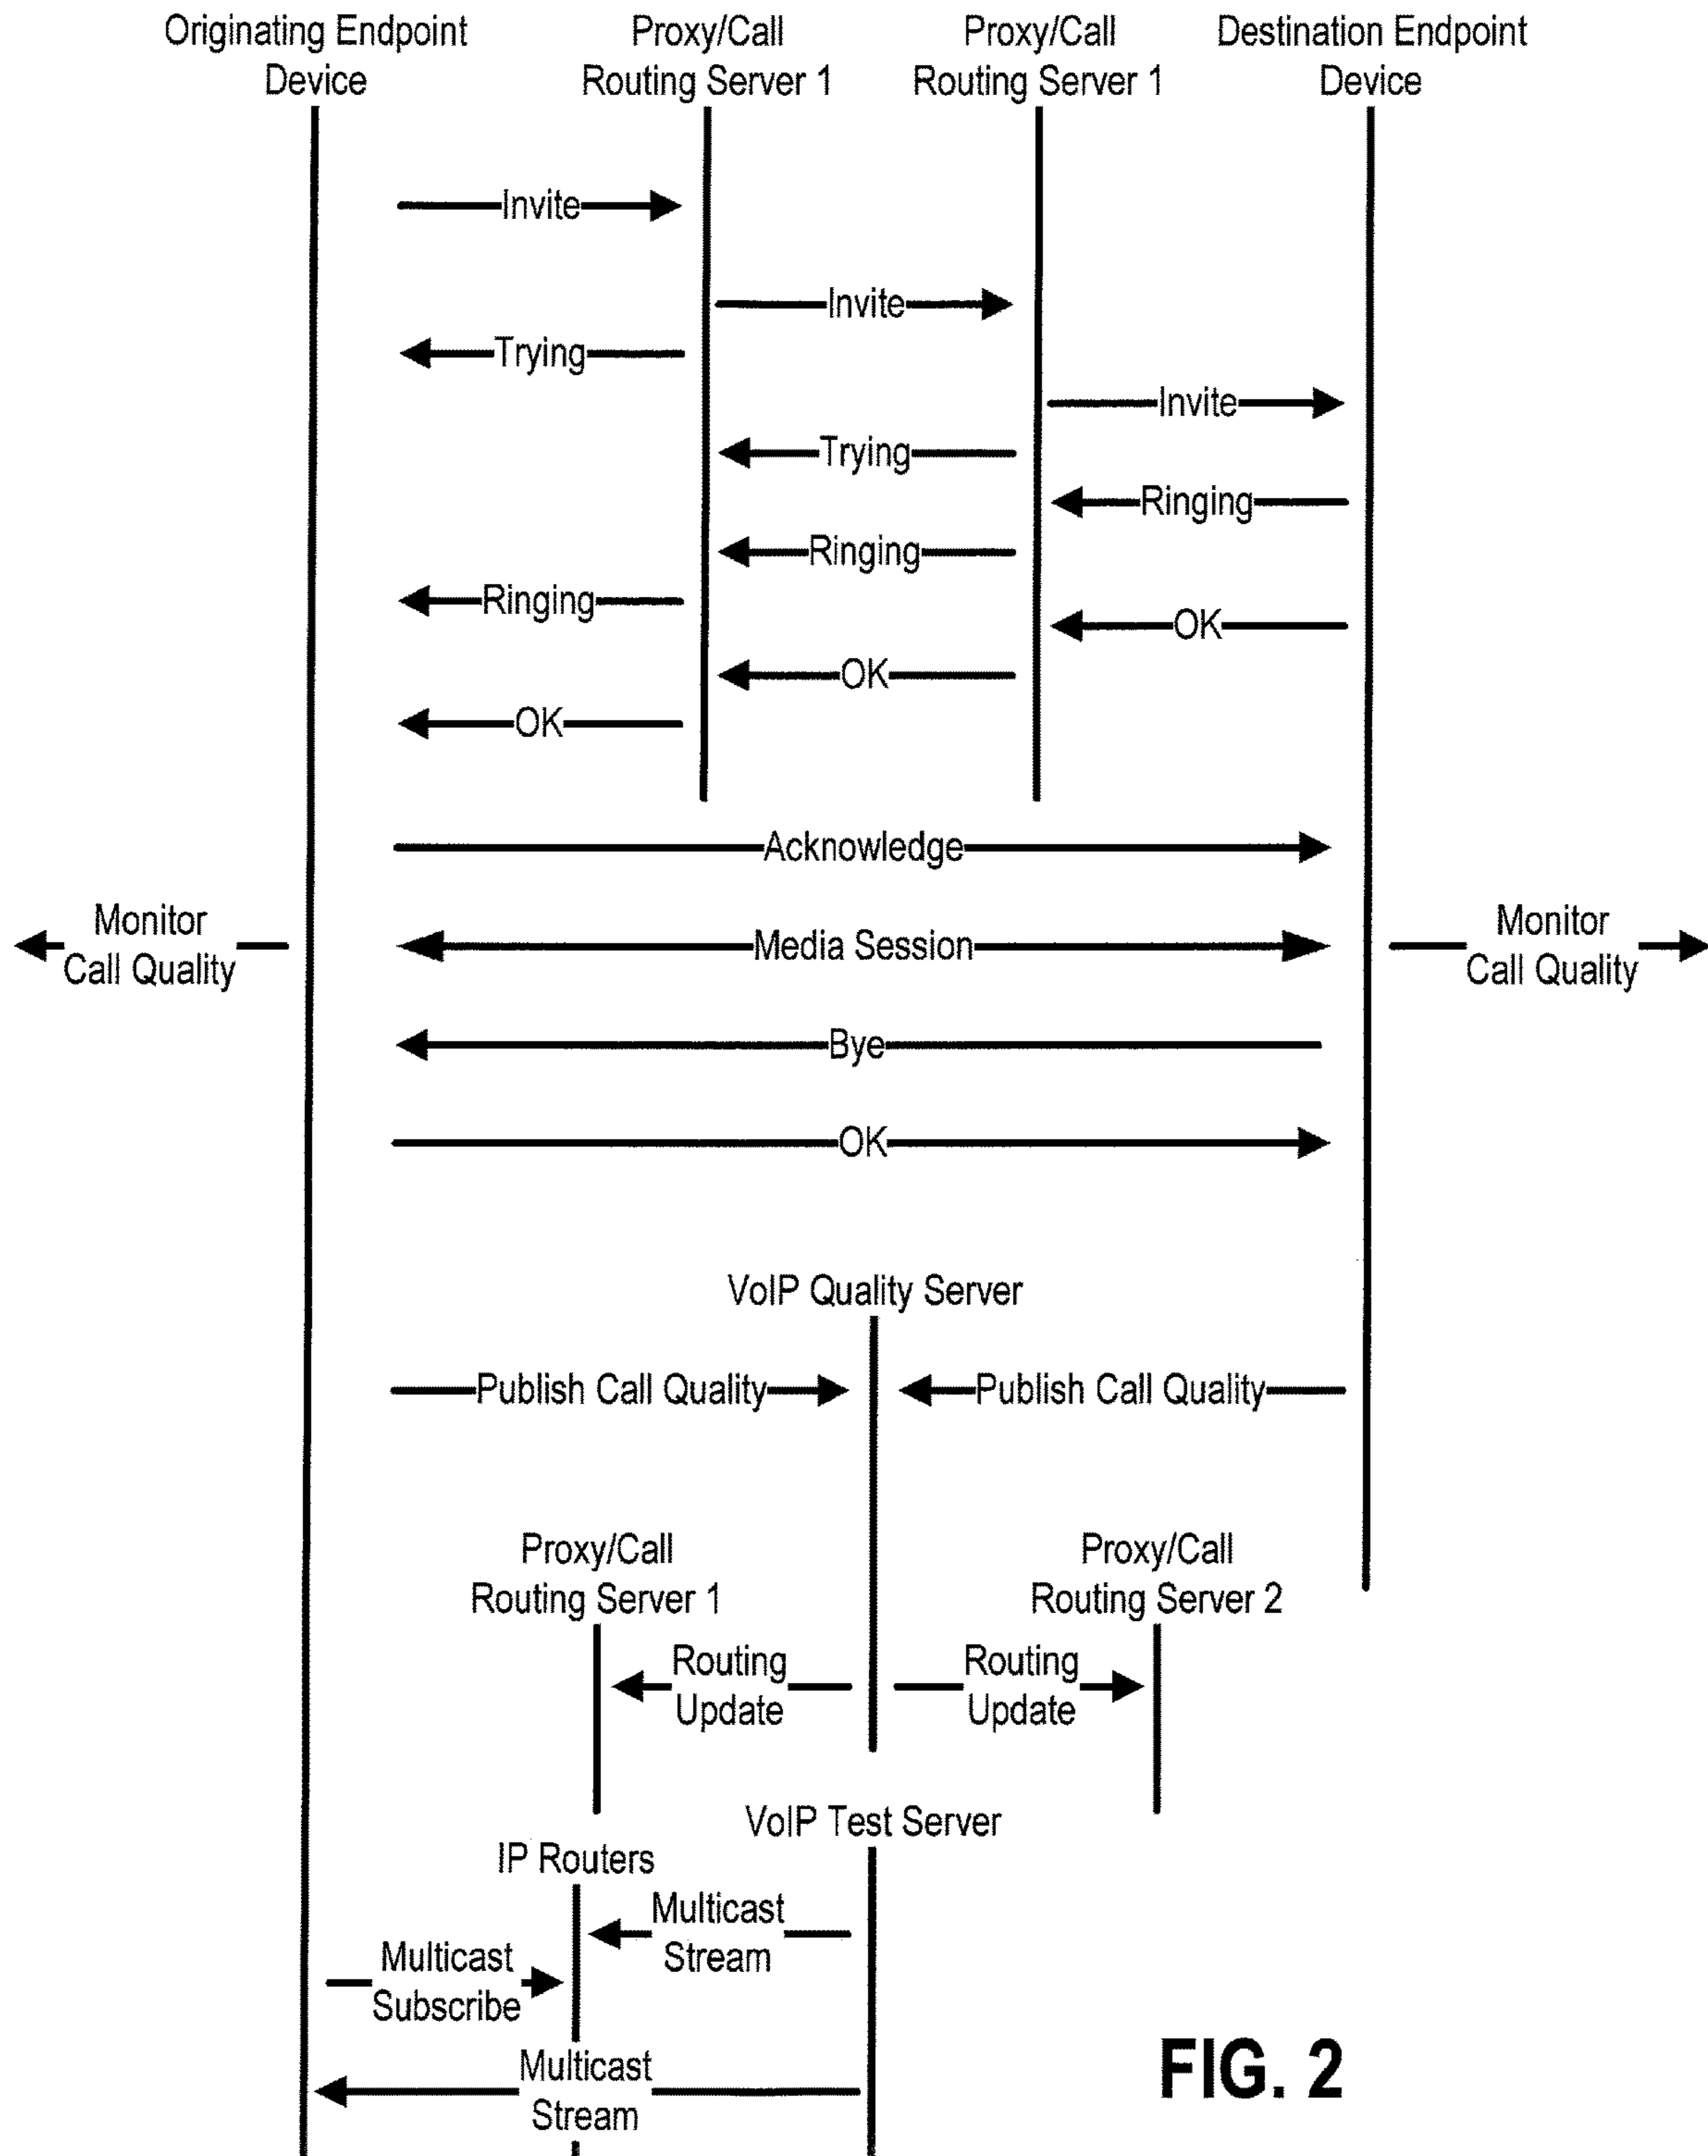 Originating Endpoint
Device
Proxy/Call
Routing Server 1
Proxy/Call
Routing Server 1
Destination Endpoint
Device
Invite
Invite
Trying
Invite
Trying
Ringing
Ringing
Ringing
OK
OK
OK
Acknowledge
Monitor
Call Quality
Media Session
Monitor
Call Quality
Bye
OK
VoIP Quality Server
Publish Call Quality
Publish Call Quality
Proxy/Call
Routing Server 1
Proxy/Call
Routing Server 2
Routing
Update
Routing
Update
VoIP Test Server
IP Routers
Multicast
Stream
Multicast
Subscribe
Multicast
Stream
FIG. 2